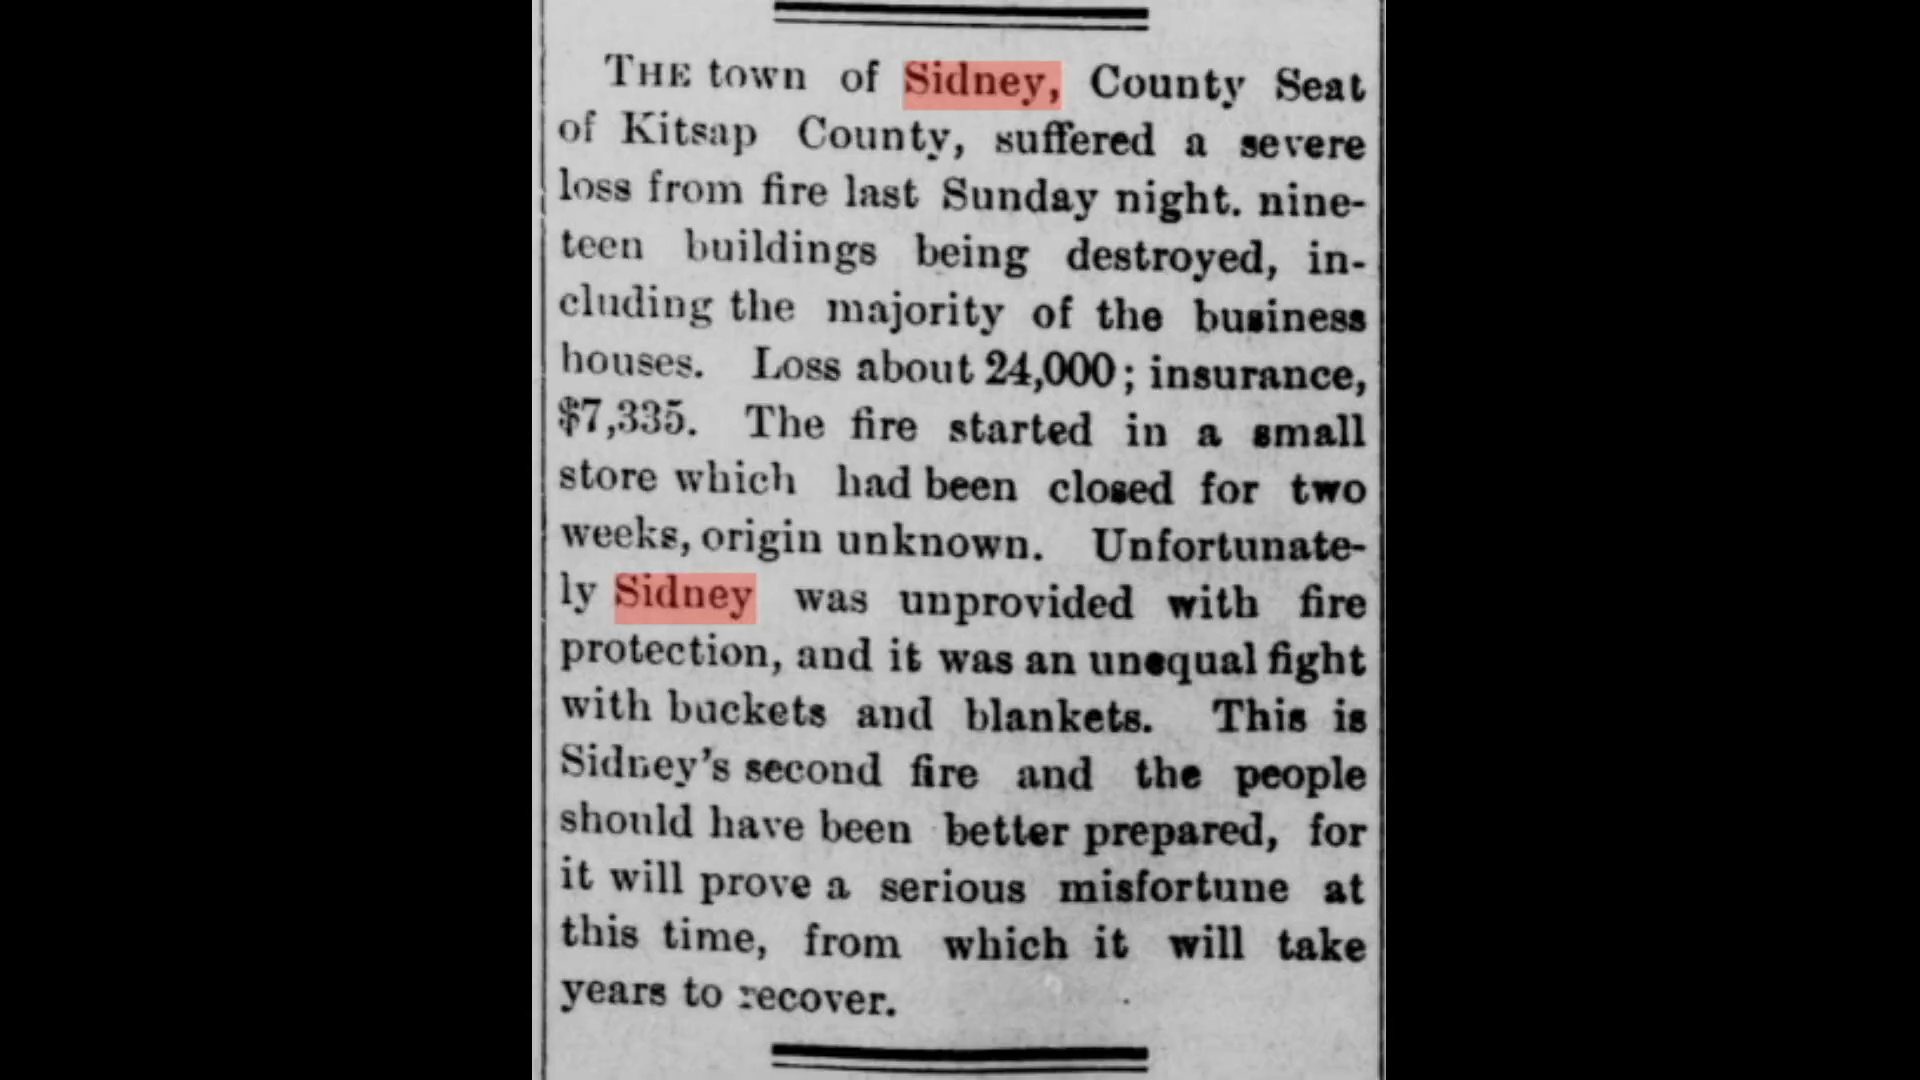 THE town of Sidney, County Seat
of Kitsap County, suffered a severe
loss from fire last Sunday night. nine-
teen buildings being destroyed, in-
cluding the majority of the business
houses. Loss about 24,000; insurance,
$7,335. The fire started in a small
store which had been closed for two
weeks, origin unknown. Unfortunate-
ly Sidney was unprovided with fire
protection, and it was an unequal fight
with buckets and blankets. This is
Sidney's second fire and the people
should have been better prepared, for
it will prove a serious misfortune at
this time, from which it will take
years to recover.